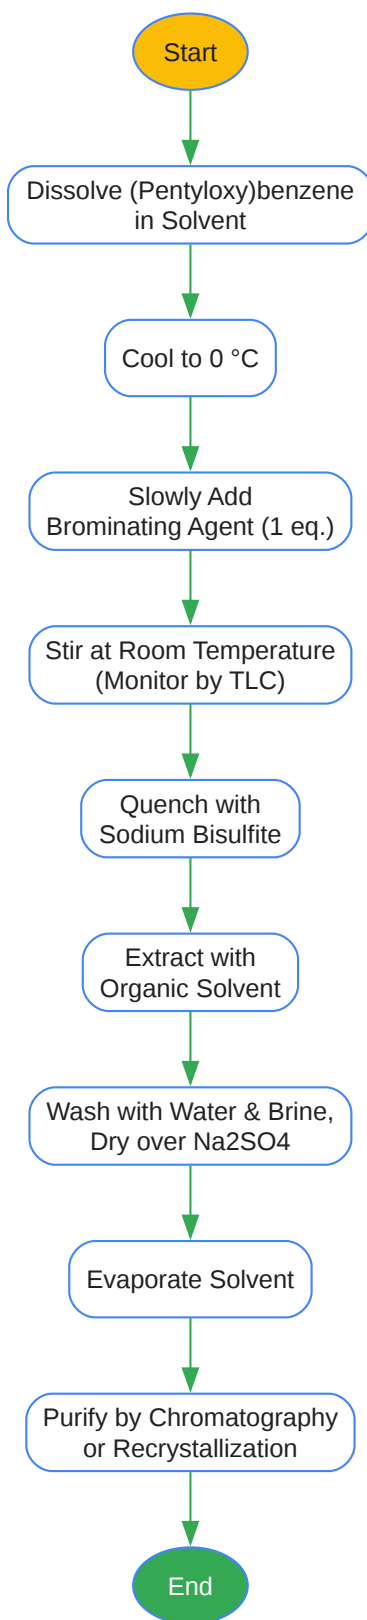 Start
Dissolve (Pentyloxy)benzene
in Solvent
Cool to 0 °C
Slowly Add
Brominating Agent (1 eq.)
Stir at Room Temperature
(Monitor by TLC)
Quench with
Sodium Bisulfite
Extract with
Organic Solvent
Wash with Water & Brine,
Dry over Na2SO4
Evaporate Solvent
Purify by Chromatography
or Recrystallization
End